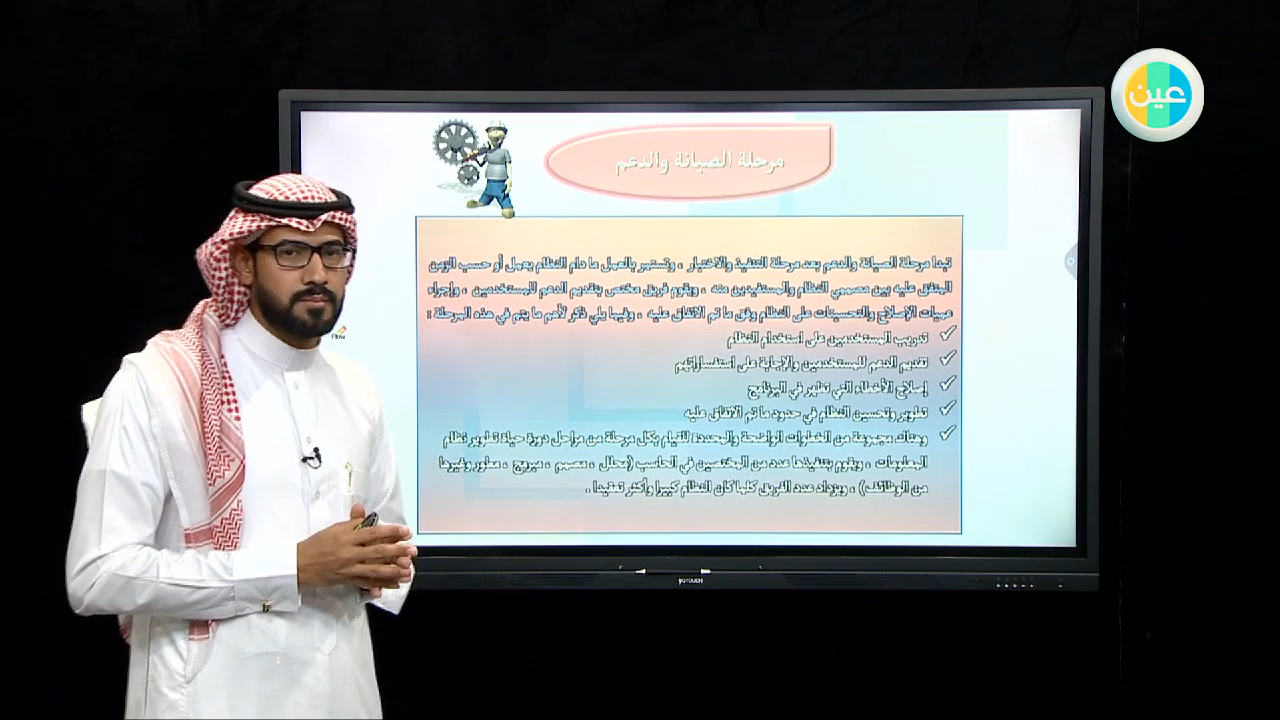 عين
مرحلة الصيانة والدعم
تبدا مرحلة الصيانة والدعم بعد مرحلة التنفيذ والاختبار ، وتستمر بالعمل ما دام النظام يعمل أو حسب الزمن
المتفق عليه بين مصممي النظام والمستفيدين منه ، ويقوم فريق مختص بتقديم الدعم للمستخدمين ، وإجراء
عميات الإصلاح والتحسينات على النظام وفق ما تم الاتفاق عليه ، وفيما يلي ذكر لأهم ما يتم في هذه المرحلة :
✓ تدريب المستخدمين على استخدام النظام
✓ تقديم الدعم للمستخدمين والإجابة على استفساراتهم
✓ إصلاح الأخطاء التي تظهر في البرنامج
✓ تطوير وتحسين النظام في حدود ما تم الاتفاق عليه
✓ وهناك مجموعة من الخطوات الواضحة والمحددة للقيام بكل مرحلة من مراحل دورة حياة تطوير نظام
المعلومات ، ويقوم بتنفيذها عدد من المختصين في الحاسب (محلل ، مصمم ، مبرمج ، مطور وغيرها
من الوظائف) ، ويزداد عدد الفريق كلما كان النظام كبيرا وأكثر تعقيدا .
Flow